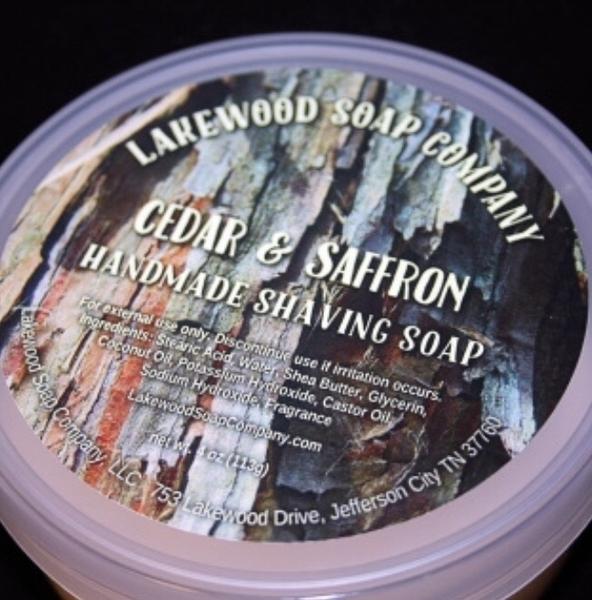 LAKEWOOD SOAP COMPANY
CEDAR & SAFFRON
HANDMADE SHAVING SOAP
For external use only. Discontinue use if irritation occurs.
Ingredients: Stearic Acid, Water, Shea Butter, Glycerin,
Coconut Oil, Potassium Hydroxide, Castor Oil,
Sodium Hydroxide, Fragrance
LakewoodSoapCompany.com
net wt. 4 oz (113g)
Lakewood Soap Company, LLC 753 Lakewood Drive, Jefferson City TN 37760